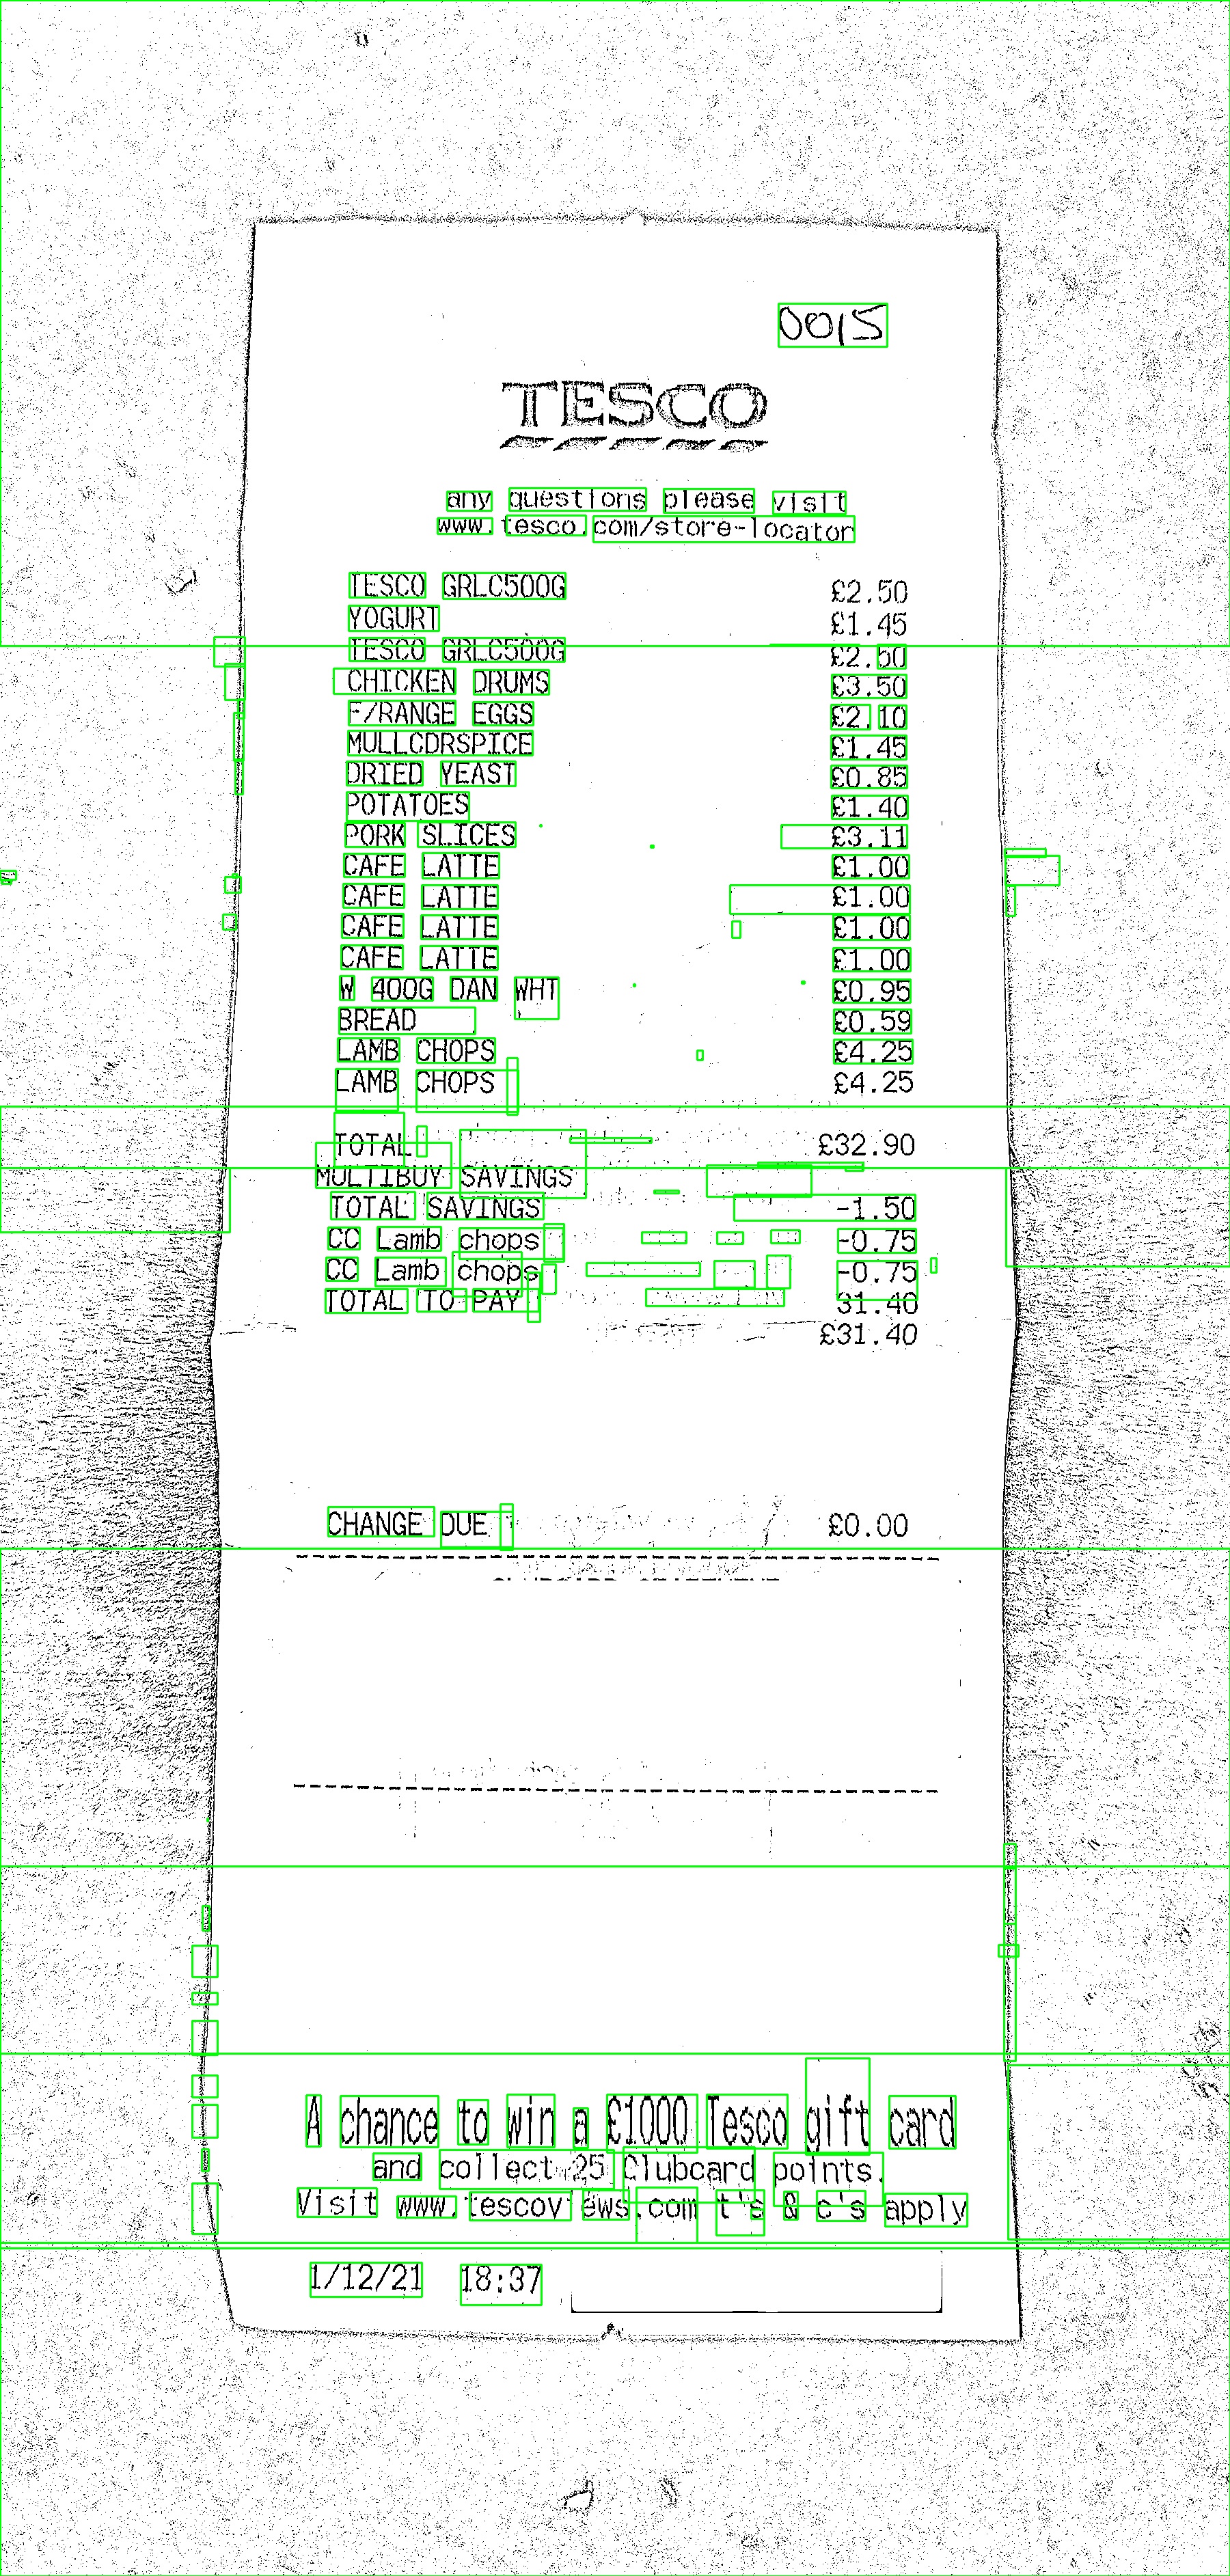 0015
TESCO
any questions please visit
www.tesco.com/store-locator
TESCO GRLC500G £2.50
YOGURT £1.45
TESCO GRLC500G £2.50
CHICKEN DRUMS £3.50
F/RANGE EGGS £2.10
MULLCDRSPICE £1.45
DRIED YEAST £0.85
POTATOES £1.40
PORK SLICES £3.11
CAFE LATTE £1.00
CAFE LATTE £1.00
CAFE LATTE £1.00
CAFE LATTE £1.00
W 400G DAN WHT £0.95
BREAD £0.59
LAMB CHOPS £4.25
LAMB CHOPS £4.25
TOTAL £32.90
MULTIBUY SAVINGS
TOTAL SAVINGS -1.50
CC Lamb chops -0.75
CC Lamb chops -0.75
TOTAL TO PAY 31.40
£31.40
CHANGE DUE £0.00
A chance to win a £1000 Tesco gift card
and collect 25 Clubcard points.
Visit www.tescoviews.com t's & c's apply
1/12/21 18:37